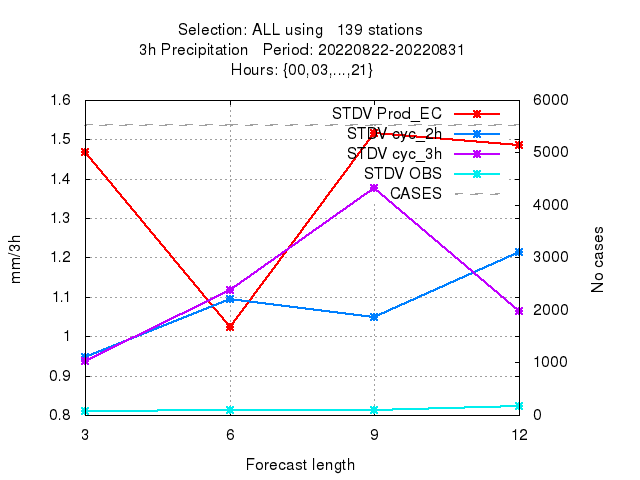 Selection: ALL using   139 stations
3h Precipitation   Period: 20220822-20220831
Hours: {00,03,...,21}
1.6
1.5
1.4
1.3
1.2
1.1
1
0.9
0.8
mm/3h
STDV Prod_EC
STDV cyc_2h
STDV cyc_3h
STDV OBS
CASES
6000
5000
4000
3000
2000
1000
0
No cases
3 6 9 12
Forecast length